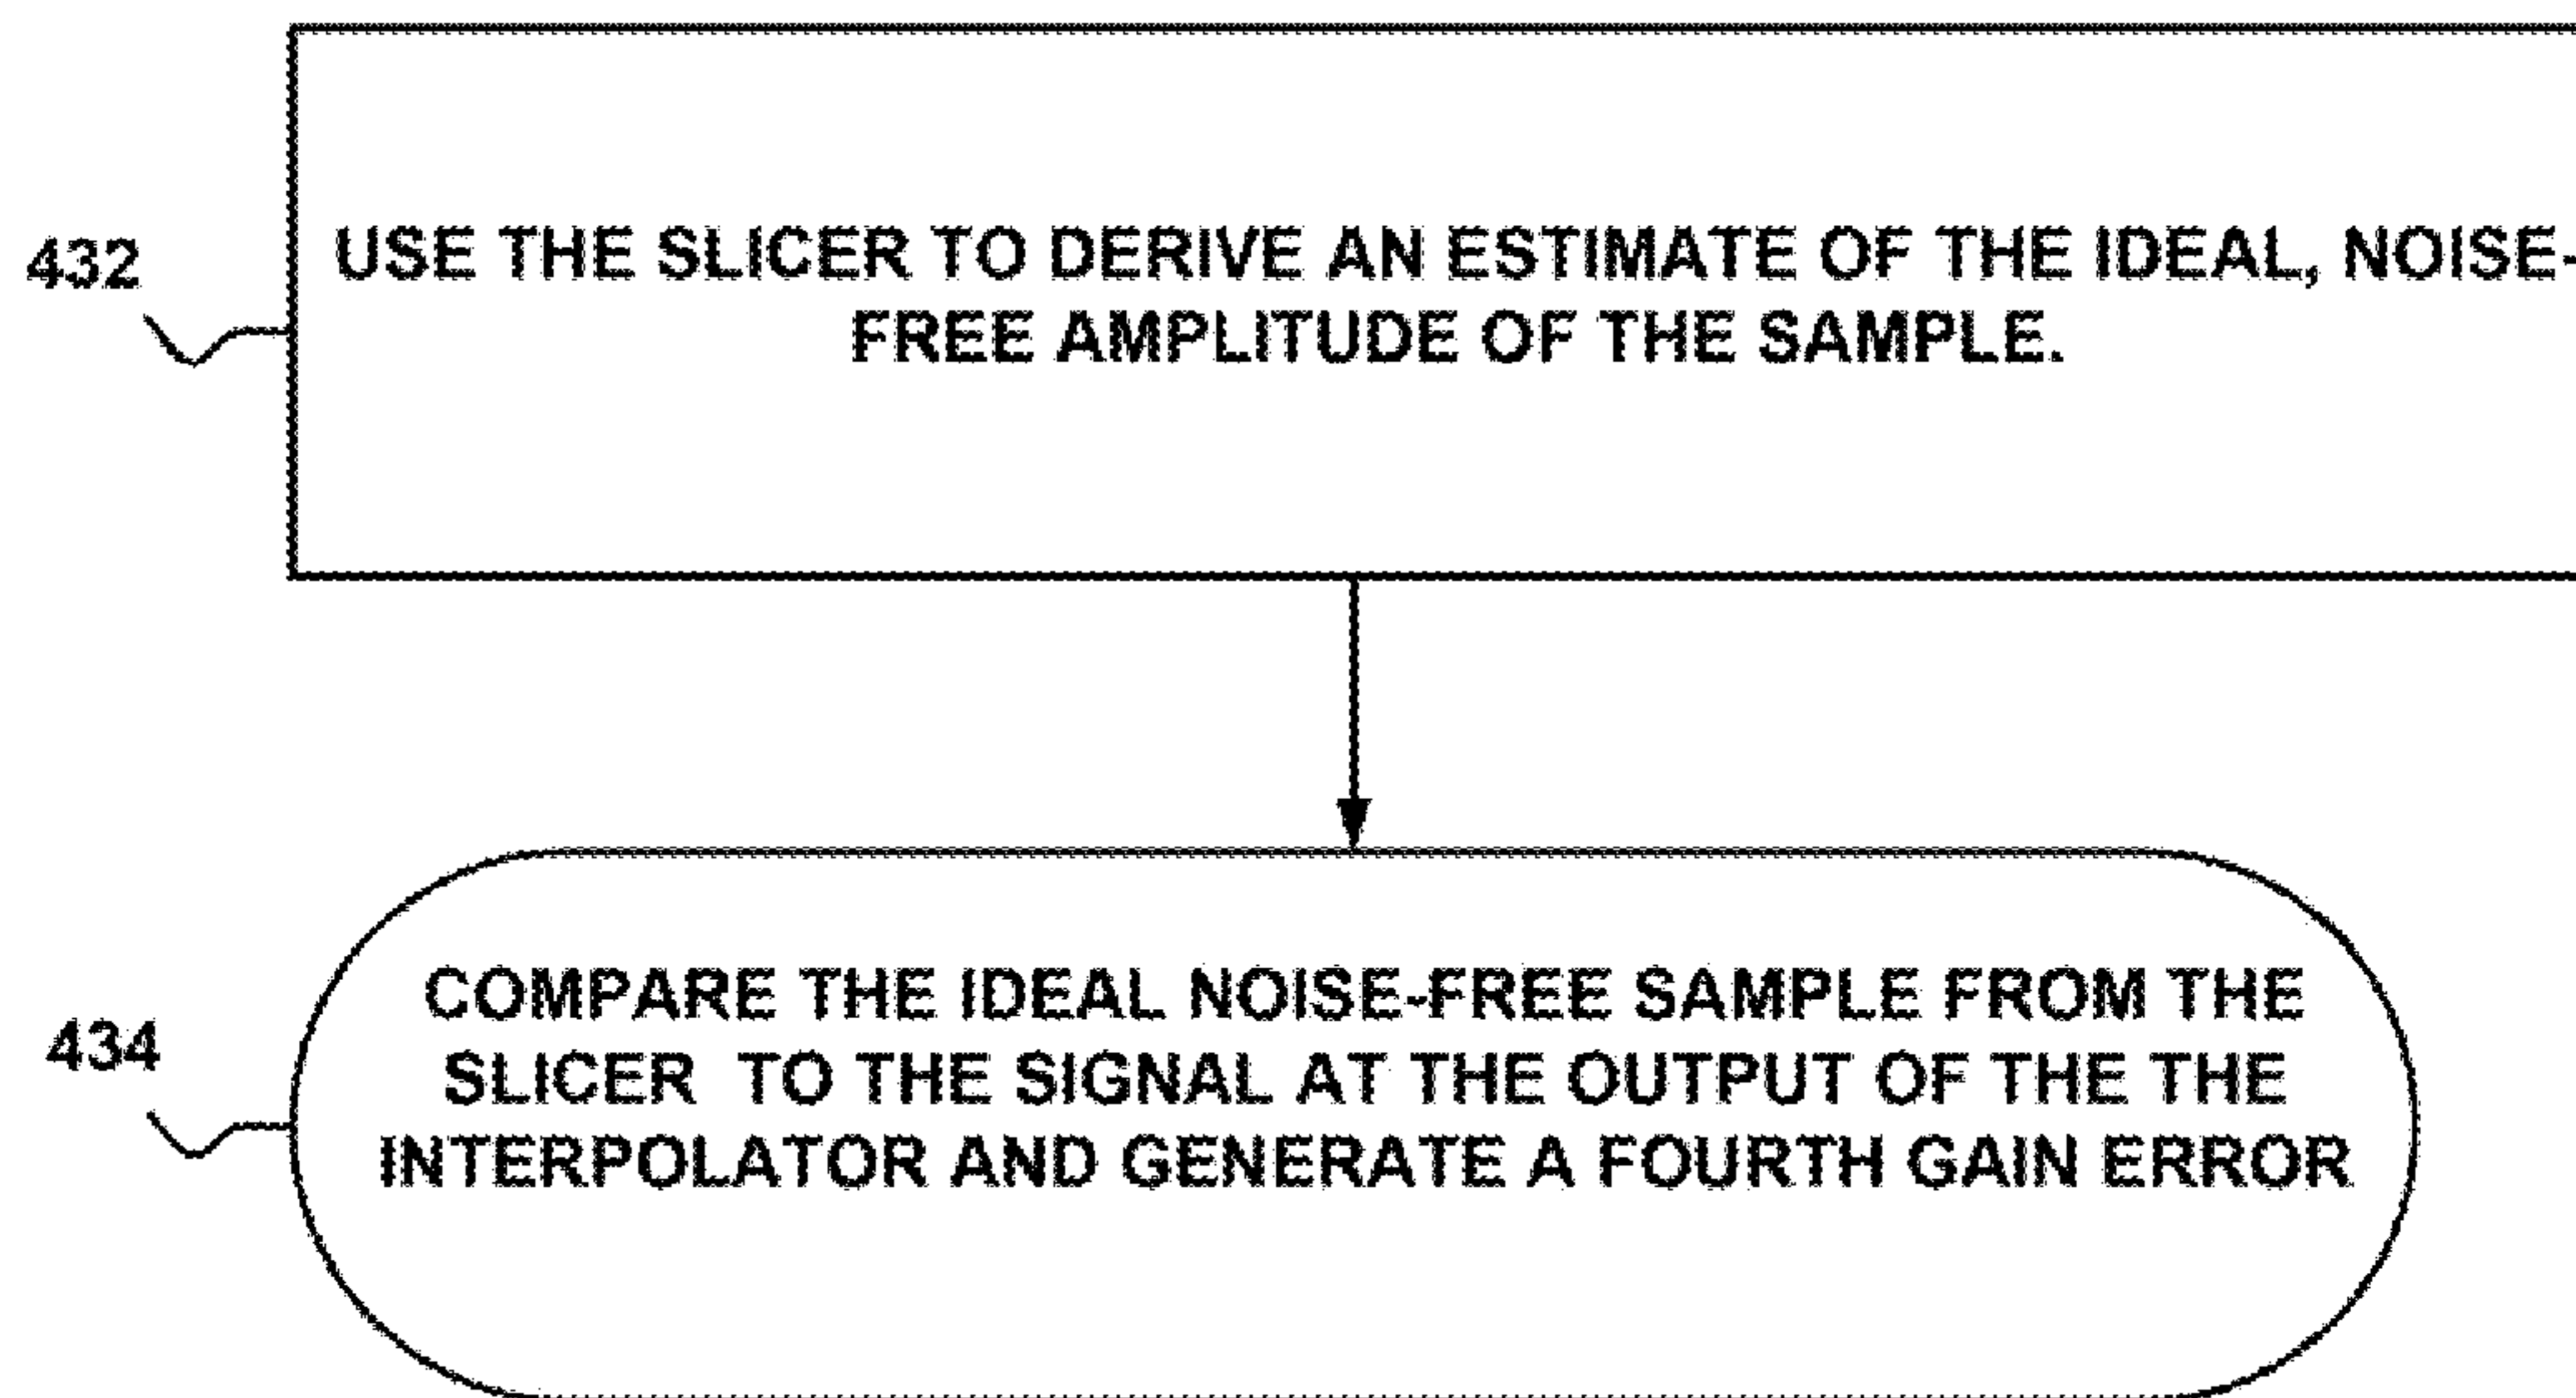 432
USE THE SLICER TO DERIVE AN ESTIMATE OF THE IDEAL, NOISE-
FREE AMPLITUDE OF THE SAMPLE.
434
COMPARE THE IDEAL NOISE-FREE SAMPLE FROM THE
SLICER TO THE SIGNAL AT THE OUTPUT OF THE THE
INTERPOLATOR AND GENERATE A FOURTH GAIN ERROR